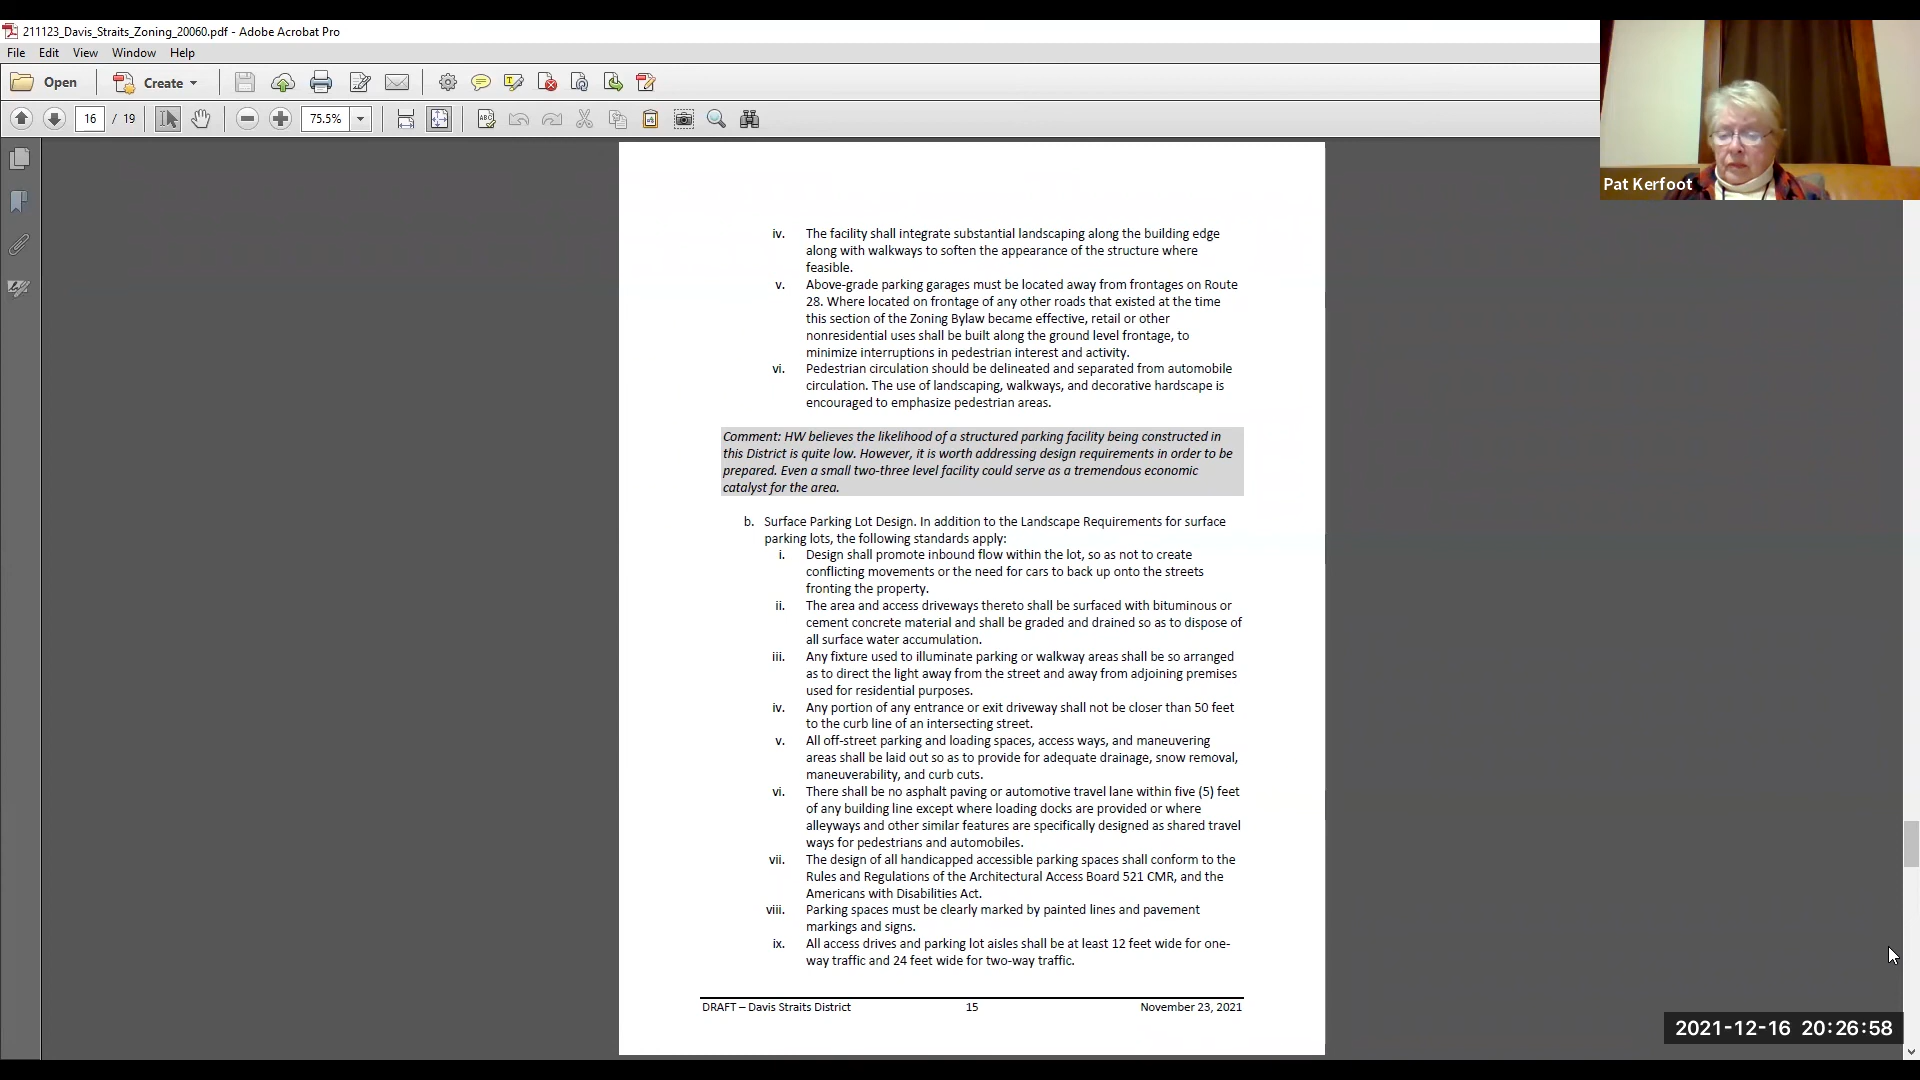 211123_Davis_Straits_Zoning_20060.pdf - Adobe Acrobat Pro
File Edit View Window Help
Open Create
16 / 19 75.5%
Pat Kerfoot
iv. The facility shall integrate substantial landscaping along the building edge
along with walkways to soften the appearance of the structure where
feasible.
v. Above-grade parking garages must be located away from frontages on Route
28. Where located on frontage of any other roads that existed at the time
this section of the Zoning Bylaw became effective, retail or other
nonresidential uses shall be built along the ground level frontage, to
minimize interruptions in pedestrian interest and activity.
vi. Pedestrian circulation should be delineated and separated from automobile
circulation. The use of landscaping, walkways, and decorative hardscape is
encouraged to emphasize pedestrian areas.
Comment: HW believes the likelihood of a structured parking facility being constructed in
this District is quite low. However, it is worth addressing design requirements in order to be
prepared. Even a small two-three level facility could serve as a tremendous economic
catalyst for the area.
b. Surface Parking Lot Design. In addition to the Landscape Requirements for surface
parking lots, the following standards apply:
i. Design shall promote inbound flow within the lot, so as not to create
conflicting movements or the need for cars to back up onto the streets
fronting the property.
ii. The area and access driveways thereto shall be surfaced with bituminous or
cement concrete material and shall be graded and drained so as to dispose of
all surface water accumulation.
iii. Any fixture used to illuminate parking or walkway areas shall be so arranged
as to direct the light away from the street and away from adjoining premises
used for residential purposes.
iv. Any portion of any entrance or exit driveway shall not be closer than 50 feet
to the curb line of an intersecting street.
v. All off-street parking and loading spaces, access ways, and maneuvering
areas shall be laid out so as to provide for adequate drainage, snow removal,
maneuverability, and curb cuts.
vi. There shall be no asphalt paving or automotive travel lane within five (5) feet
of any building line except where loading docks are provided or where
alleyways and other similar features are specifically designed as shared travel
ways for pedestrians and automobiles.
vii. The design of all handicapped accessible parking spaces shall conform to the
Rules and Regulations of the Architectural Access Board 521 CMR, and the
Americans with Disabilities Act.
viii. Parking spaces must be clearly marked by painted lines and pavement
markings and signs.
ix. All access drives and parking lot aisles shall be at least 12 feet wide for one-
way traffic and 24 feet wide for two-way traffic.
DRAFT – Davis Straits District 15 November 23, 2021
2021-12-16 20:26:58